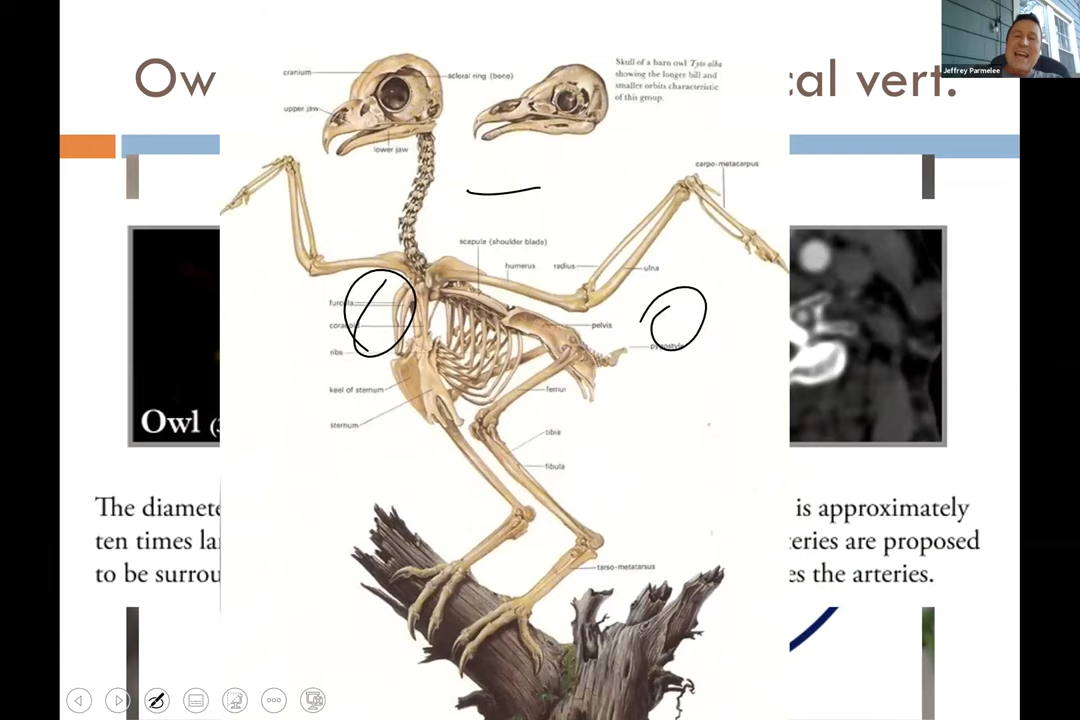 Jeffrey Parmelee
Ow
cal vert.
cranium
scleral ring (bone)
Skull of a barn owl Tyto alba
showing the longer bill and
smaller orbits characteristic
of this group.
upper jaw
lower jaw
carpo-metacarpus
scapula (shoulder blade)
humerus
radius
ulna
furcula
coracoid
pelvis
ribs
pygostyle
keel of sternum
femur
sternum
Owl (3
tibia
fibula
The diamete
is approximately
ten times la
teries are proposed
to be surrou
es the arteries.
tarso-metatarsus